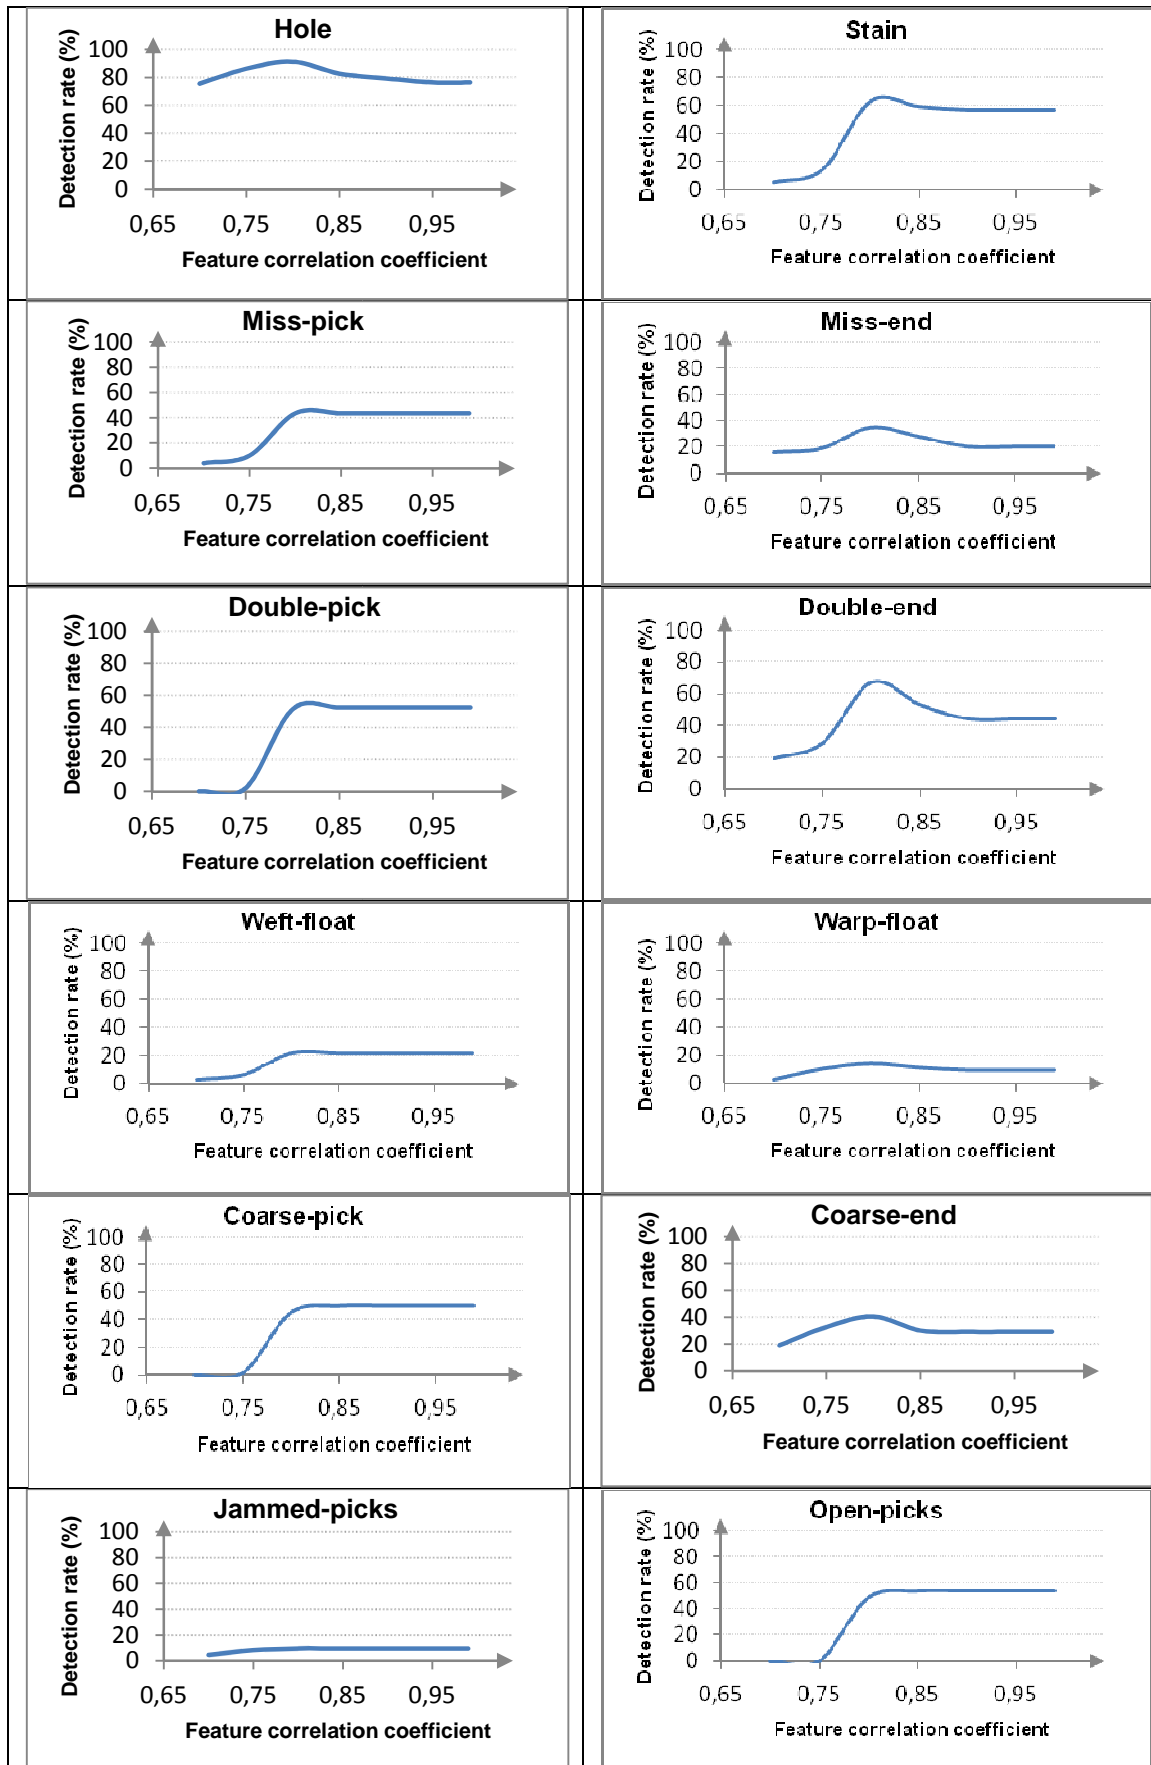 Hole
Detection rate (%)
100
80
60
40
20
0
0,65 0,75 0,85 0,95
Feature correlation coefficient
Stain
Detection rate (%)
100
80
60
40
20
0
0,65 0,75 0,85 0,95
Feature correlation coefficient
Miss-pick
Detection rate (%)
100
80
60
40
20
0
0,65 0,75 0,85 0,95
Feature correlation coefficient
Miss-end
Detection rate (%)
100
80
60
40
20
0
0,65 0,75 0,85 0,95
Feature correlation coefficient
Double-pick
Detection rate (%)
100
80
60
40
20
0
0,65 0,75 0,85 0,95
Feature correlation coefficient
Double-end
Detection rate (%)
100
80
60
40
20
0
0,65 0,75 0,85 0,95
Feature correlation coefficient
Weft-float
Detection rate (%)
100
80
60
40
20
0
0,65 0,75 0,85 0,95
Feature correlation coefficient
Warp-float
Detection rate (%)
100
80
60
40
20
0
0,65 0,75 0,85 0,95
Feature correlation coefficient
Coarse-pick
Detection rate (%)
100
80
60
40
20
0
0,65 0,75 0,85 0,95
Feature correlation coefficient
Coarse-end
Detection rate (%)
100
80
60
40
20
0
0,65 0,75 0,85 0,95
Feature correlation coefficient
Jammed-picks
Detection rate (%)
100
80
60
40
20
0
0,65 0,75 0,85 0,95
Feature correlation coefficient
Open-picks
Detection rate (%)
100
80
60
40
20
0
0,65 0,75 0,85 0,95
Feature correlation coefficient